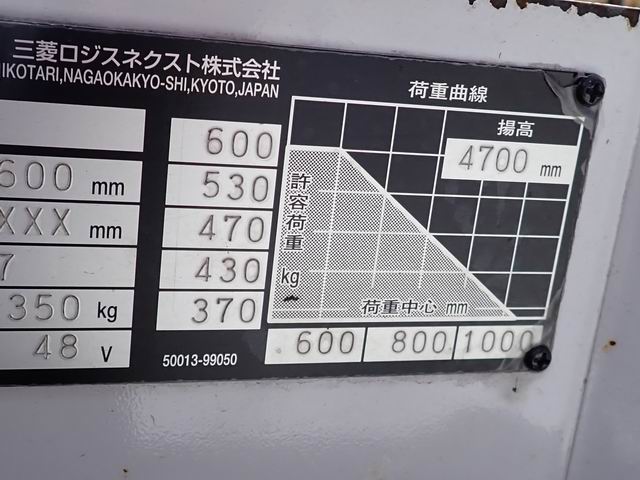 三菱ロジスネクスト株式会社
IKOTARI,NAGAOKAKYO-SHI,KYOTO,JAPAN
荷重曲線
揚高
4700 mm
600
600 mm
530
XXX mm
470
7
430
350 kg
370
48 V
許容荷重
kg
荷重中心 mm
600 800 1000
50013-99050